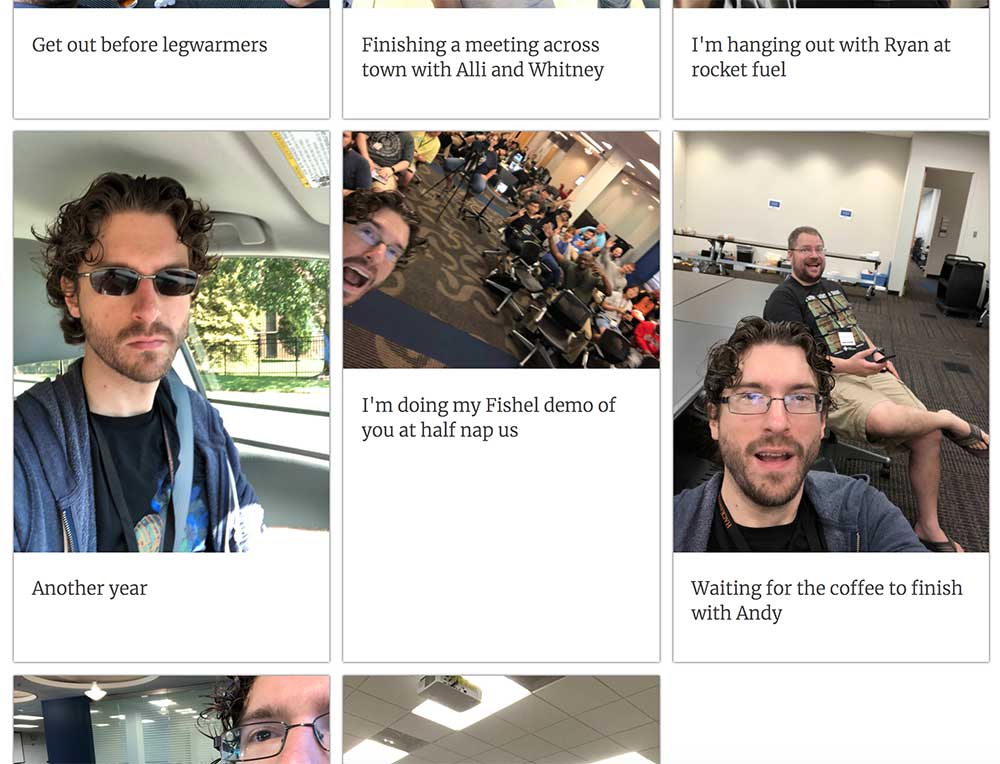 Get out before legwarmers
Finishing a meeting across
town with Alli and Whitney
I'm hanging out with Ryan at
rocket fuel
I'm doing my Fishel demo of
you at half nap us
Another year
Waiting for the coffee to finish
with Andy